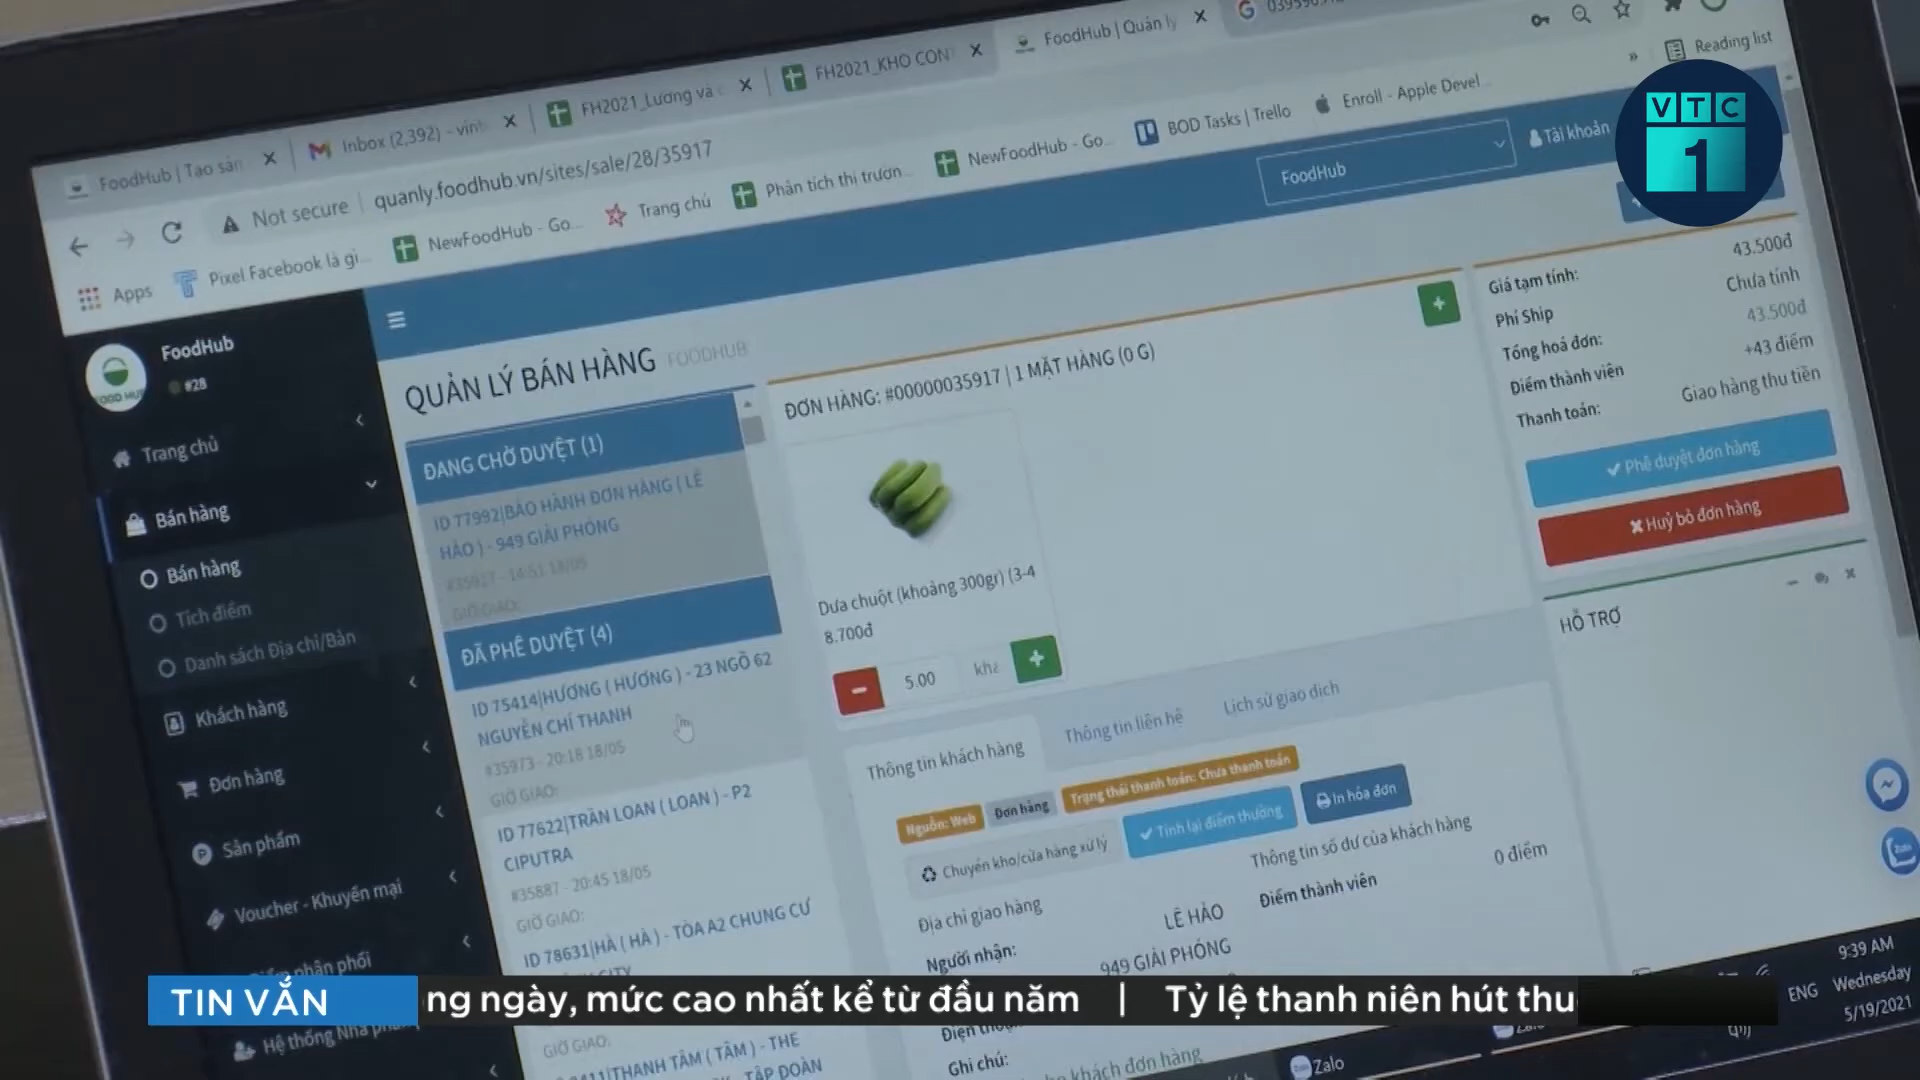 FoodHub | Tạo sản
Inbox (2,392) - vinh
FH2021_Lương và
FH2021_KHO CONT
FoodHub | Quản lý
Not secure
quanly.foodhub.vn/sites/sale/28/35917
Reading list
Apps
Pixel Facebook là gì...
NewFoodHub - Go...
Trang chủ
Phân tích thị trườn...
NewFoodHub - Go...
BOD Tasks | Trello
Enroll - Apple Devel...
VTC
1
FoodHub
Tài khoản
FoodHub
#28
Trang chủ
Bán hàng
Bán hàng
Tích điểm
Danh sách Địa chỉ/Bàn
Khách hàng
Đơn hàng
Sản phẩm
Voucher - Khuyến mại
phân phối
Hệ thống Nhà
QUẢN LÝ BÁN HÀNG FOODHUB
ĐANG CHỜ DUYỆT (1)
ID 77992|BẢO HÀNH ĐƠN HÀNG ( LÊ
HẢO ) - 949 GIẢI PHÓNG
#35917 - 14:51 18/05
GIỜ GIAO:
ĐÃ PHÊ DUYỆT (4)
ID 75414|HƯƠNG ( HƯƠNG ) - 23 NGÕ 62
NGUYỄN CHÍ THANH
#35973 - 20:18 18/05
GIỜ GIAO:
ID 77622|TRẦN LOAN ( LOAN ) - P2
CIPUTRA
#35887 - 20:45 18/05
GIỜ GIAO:
ID 78631|HÀ ( HÀ ) - TÒA A2 CHUNG CƯ
CITY
GIỜ GIAO:
THANH TÂM ( TÂM ) - THE
TẬP ĐOÀN
ĐƠN HÀNG: #00000035917 | 1 MẶT HÀNG (0 G)
Dưa chuột (khoảng 300gr) (3-4
8.700đ
5.00
kha
Thông tin khách hàng
Thông tin liên hệ
Lịch sử giao dịch
Nguồn: Web
Đơn hàng
Trạng thái thanh toán: Chưa thanh toán
Chuyển kho/cửa hàng xử lý
Tính lại điểm thưởng
In hóa đơn
Địa chỉ giao hàng
Thông tin số dư của khách hàng
Người nhận:
LÊ HẢO
Điểm thành viên
0 điểm
949 GIẢI PHÓNG
Ghi chú:
khách đơn hàng
Giá tạm tính:
43.500đ
Phí Ship
Chưa tính
Tổng hoá đơn:
43.500đ
Điểm thành viên
+43 điểm
Thanh toán:
Giao hàng thu tiền
Phê duyệt đơn hàng
Huỷ bỏ đơn hàng
HỖ TRỢ
Zalo
ENG
9:39 AM
Wednesday
5/19/2021
TIN VẮN
ng ngày, mức cao nhất kể từ đầu năm | Tỷ lệ thanh niên hút thu